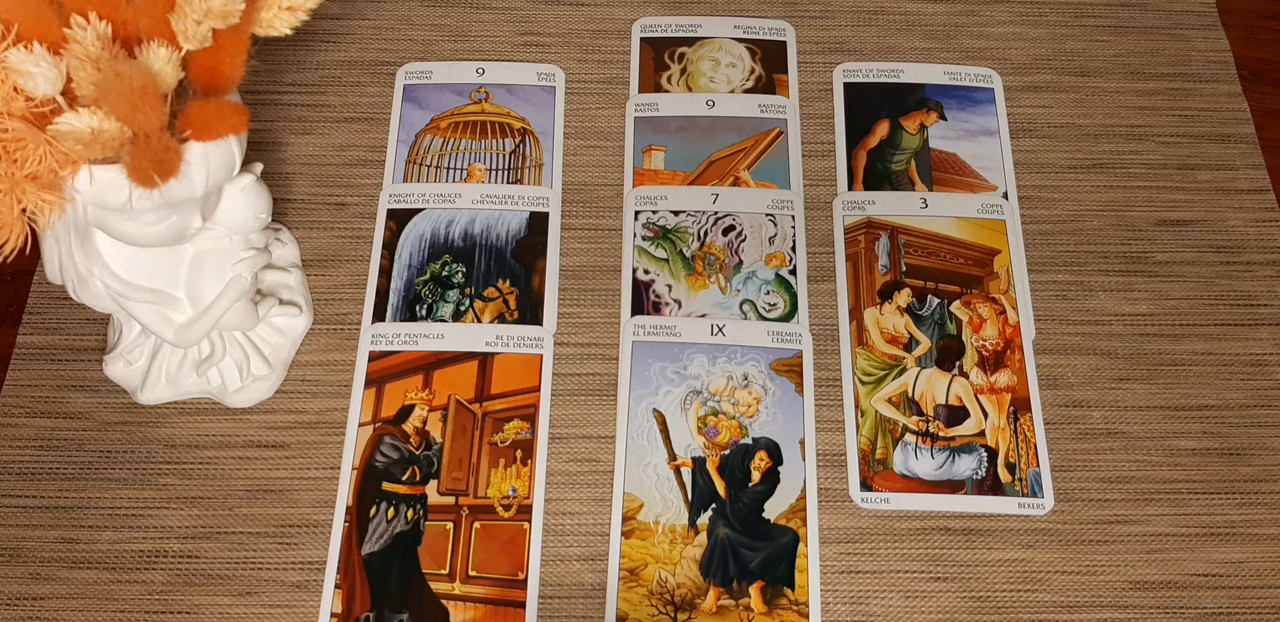 SWORDS 9 SPADE
ESPADAS ÉPÉES
KNIGHT OF CHALICES CAVALIERE DI COPPE
CABALLO DE COPAS CHEVALIER DE COUPES
KING OF PENTACLES RE DI DENARI
REY DE OROS ROI DE DENIERS
QUEEN OF SWORDS REGINA DI SPADE
REINA DE ESPADAS REINE D'ÉPÉES
WANDS 9 BASTONI
BASTOS BÂTONS
CHALICES 7 COPPE
COPAS COUPES
THE HERMIT IX L'EREMITA
EL ERMITAÑO L'ERMITE
KNAVE OF SWORDS FANTE DI SPADE
SOTA DE ESPADAS VALET D'ÉPÉES
CHALICES 3 COPPE
COPAS COUPES
KELCHE BEKERS